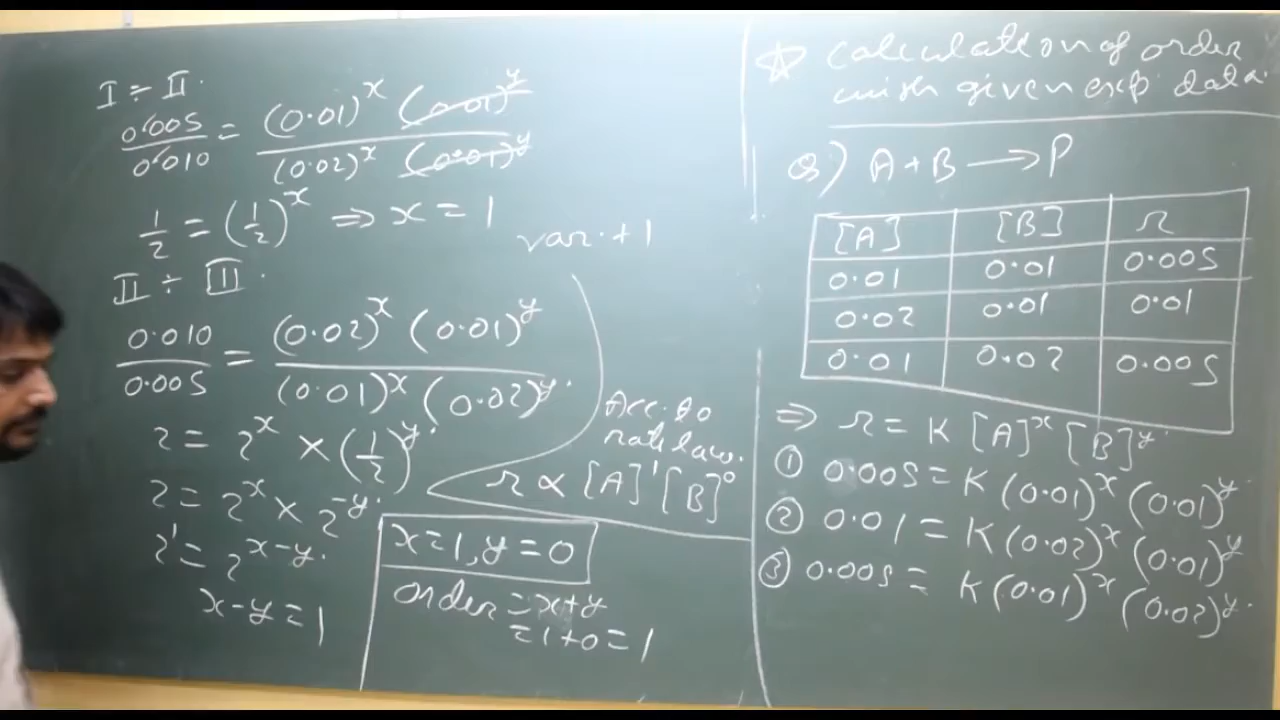 ☆ Calculation of order
with given exp. data.
Q) A + B ⟶ P
[A] [B] r
0.01 0.01 0.005
0.02 0.01 0.01
0.01 0.02 0.005
⇒ r = K [A]^x [B]^y.
① 0.005 = K (0.01)^x (0.01)^y.
② 0.01 = K (0.02)^x (0.01)^y
③ 0.005 = K (0.01)^x (0.02)^y.
I ÷ II.
0.005/0.010 = (0.01)^x (0.01)^y / (0.02)^x (0.01)^y
1/2 = (1/2)^x ⇒ x = 1
II ÷ III.
0.010/0.005 = (0.02)^x (0.01)^y / (0.01)^x (0.02)^y.
2 = 2^x × (1/2)^y.
2 = 2^x × 2^-y.
2^1 = 2^x-y.
x - y = 1
var. + 1
Acc. to
rate law.
r ∝ [A]^1 [B]^0
x = 1, y = 0
order = x + y
= 1 + 0 = 1